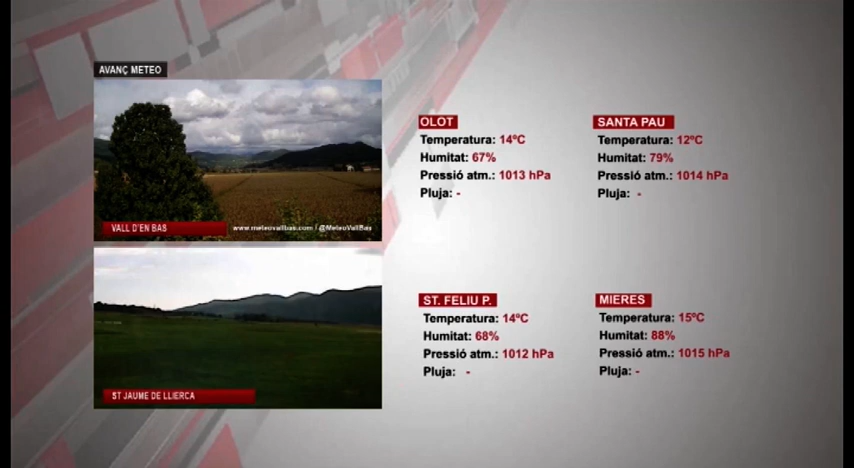 AVANÇ METEO
VALL D'EN BAS
www.meteovallbas.com / @MeteoVallBas
ST JAUME DE LLIERCA
OLOT
Temperatura: 14ºC
Humitat: 67%
Pressió atm.: 1013 hPa
Pluja: -
SANTA PAU
Temperatura: 12ºC
Humitat: 79%
Pressió atm.: 1014 hPa
Pluja: -
ST. FELIU P.
Temperatura: 14ºC
Humitat: 68%
Pressió atm.: 1012 hPa
Pluja: -
MIERES
Temperatura: 15ºC
Humitat: 88%
Pressió atm.: 1015 hPa
Pluja: -